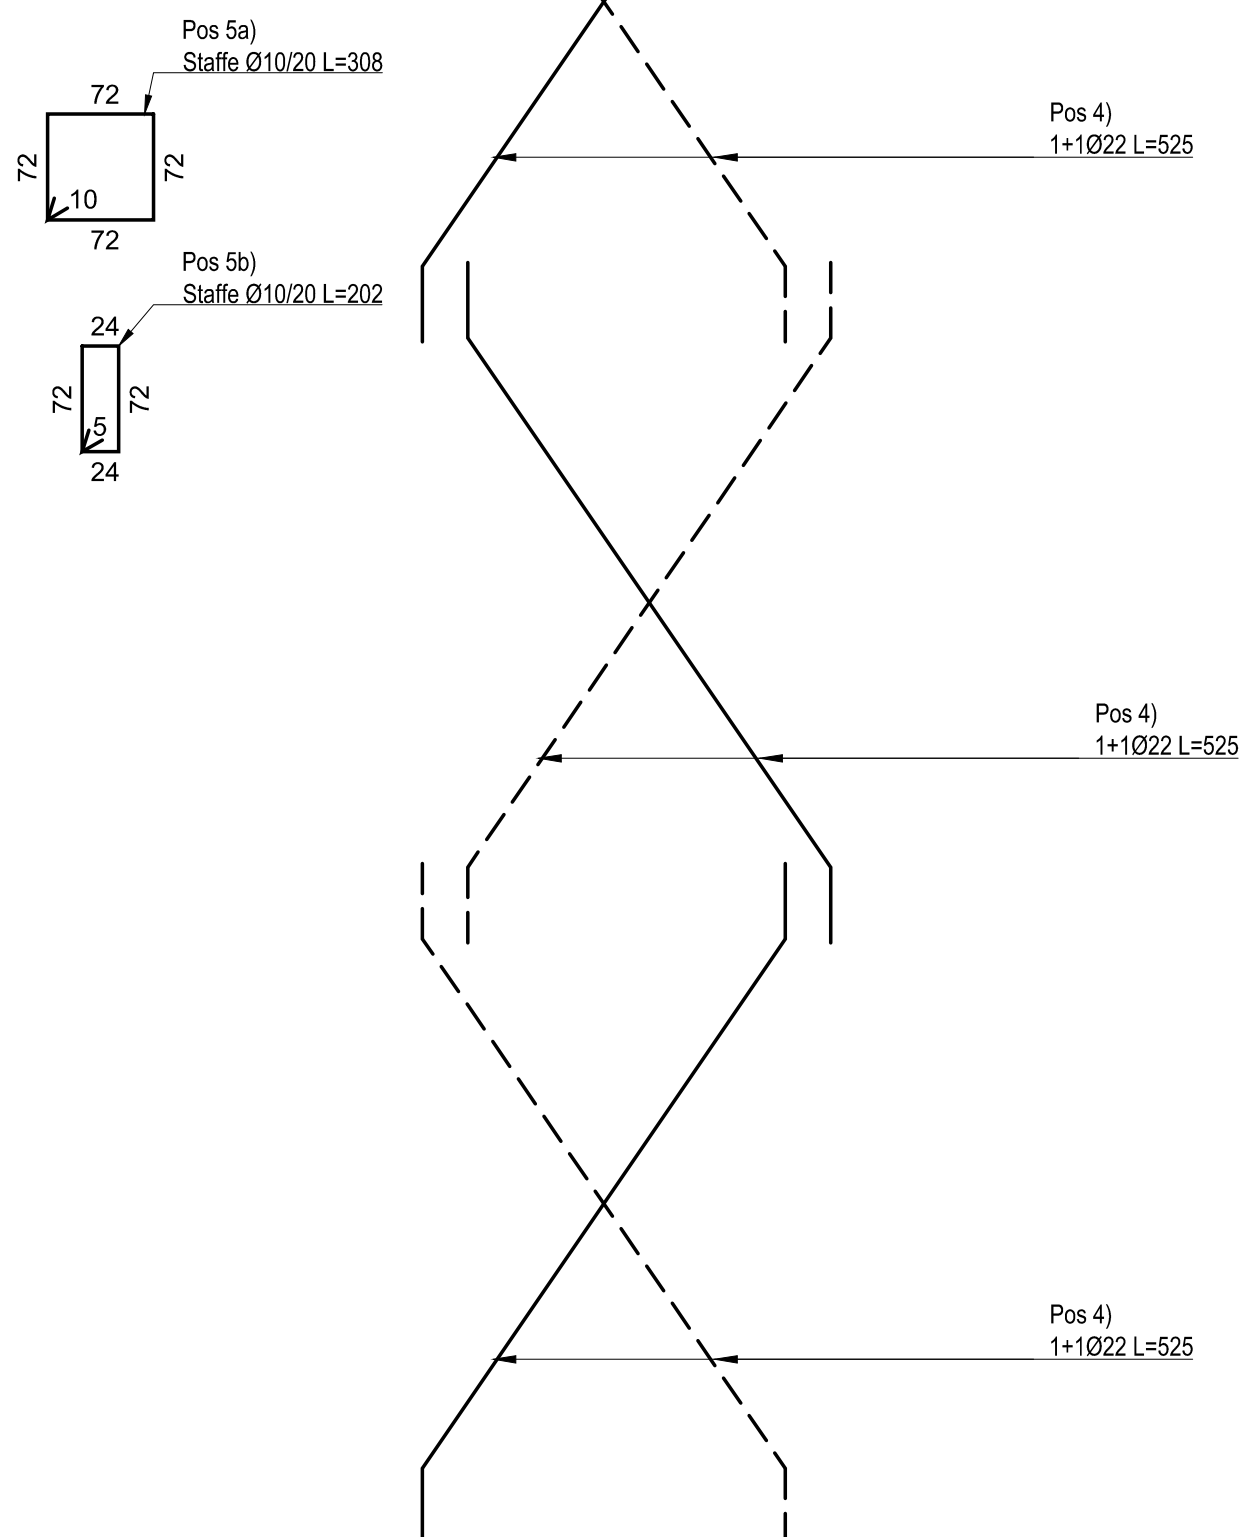 Pos 5a)
Staffe Ø10/20 L=308
72
72
72
10
72
Pos 4)
1+1Ø22 L=525
Pos 5b)
Staffe Ø10/20 L=202
24
72
72
5
24
Pos 4)
1+1Ø22 L=525
Pos 4)
1+1Ø22 L=525